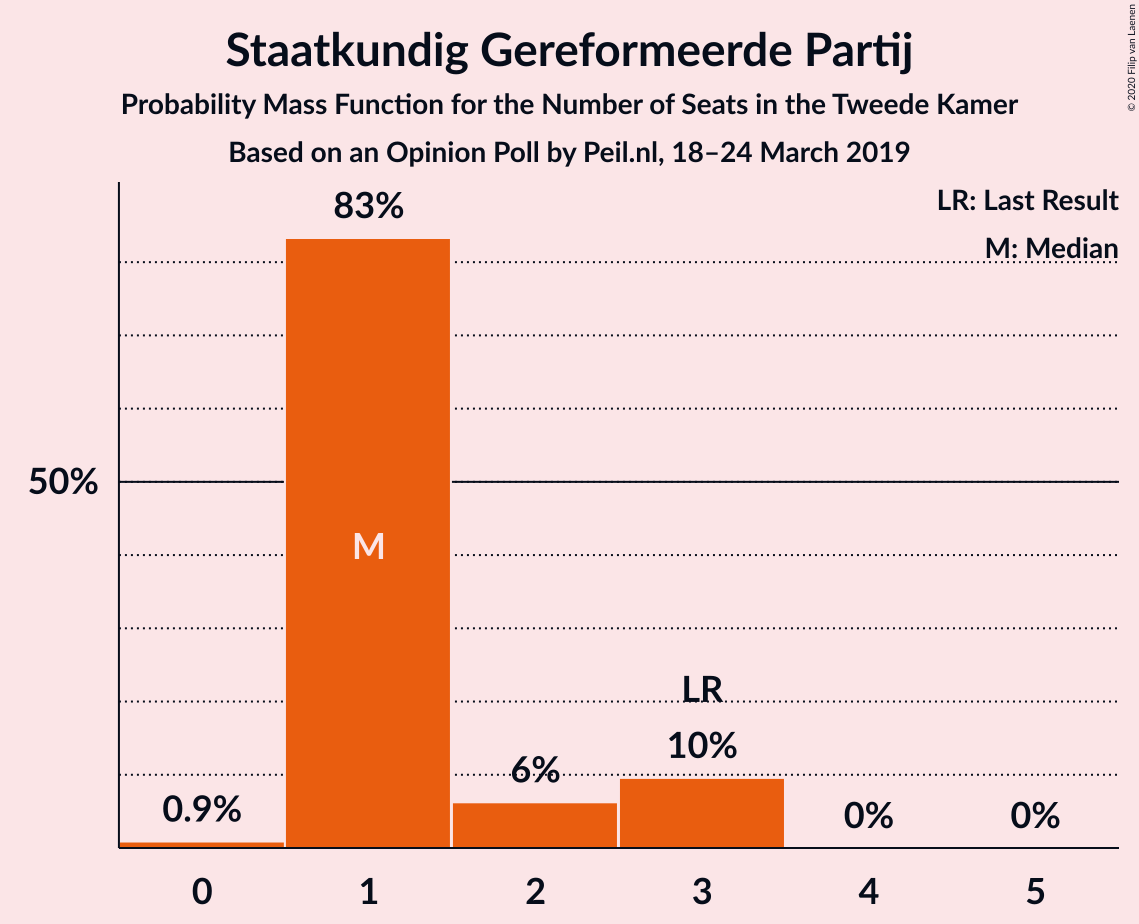 Staatkundig Gereformeerde Partij
Probability Mass Function for the Number of Seats in the Tweede Kamer
Based on an Opinion Poll by Peil.nl, 18–24 March 2019
© 2020 Filip van Laenen
LR: Last Result
M: Median
83%
50%
M
LR
10%
6%
0.9%
0%
0%
0 1 2 3 4 5